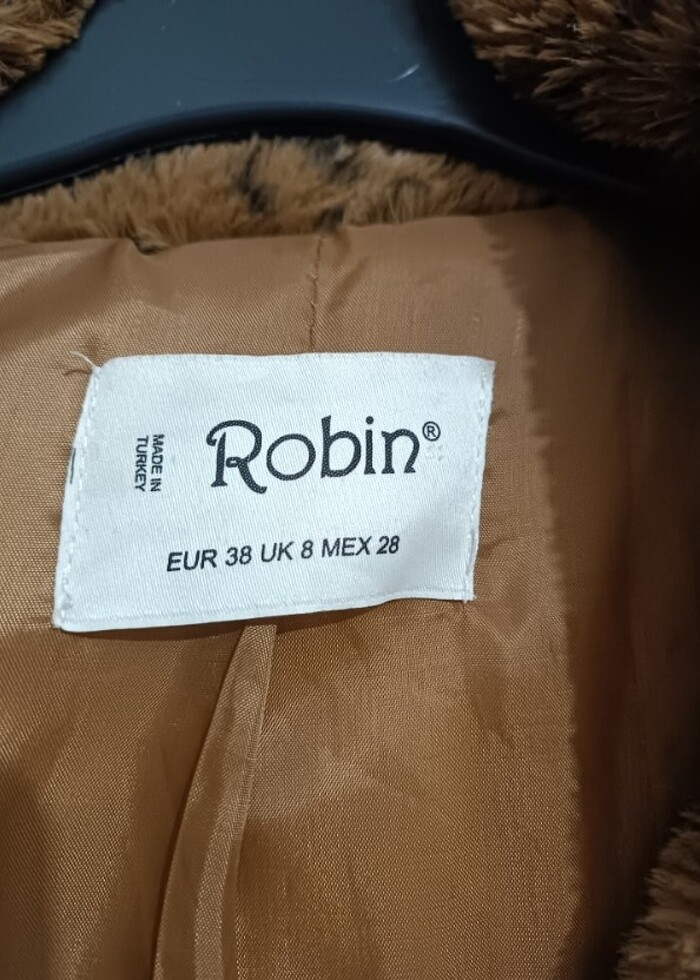 Robin®
MADE IN
TURKEY
EUR 38 UK 8 MEX 28